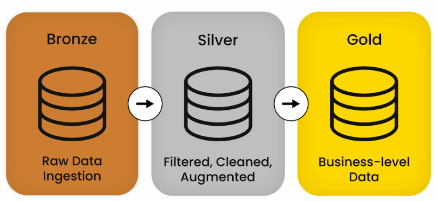 Bronze
Raw Data
Ingestion
Silver
Filtered, Cleaned,
Augmented
Gold
Business-level
Data